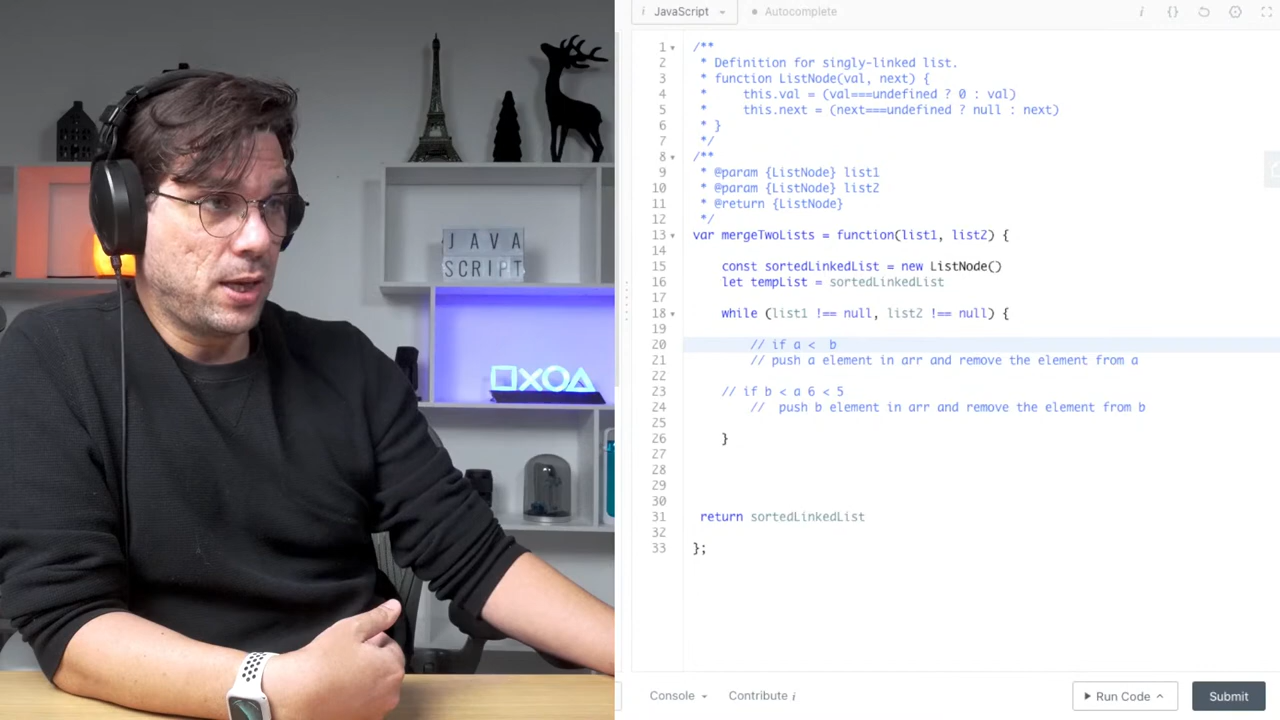 JAVA
SCRIPT
i JavaScript
Autocomplete
i {}
1 /**
2 * Definition for singly-linked list.
3 * function ListNode(val, next) {
4 *     this.val = (val===undefined ? 0 : val)
5 *     this.next = (next===undefined ? null : next)
6 * }
7 */
8 /**
9 * @param {ListNode} list1
10 * @param {ListNode} list2
11 * @return {ListNode}
12 */
13 var mergeTwoLists = function(list1, list2) {
14
15     const sortedLinkedList = new ListNode()
16     let tempList = sortedLinkedList
17
18     while (list1 !== null, list2 !== null) {
19
20         // if a <  b
21         // push a element in arr and remove the element from a
22
23     // if b < a 6 < 5
24         //  push b element in arr and remove the element from b
25
26     }
27
28
29
30
31  return sortedLinkedList
32
33 };
Console
Contribute i
Run Code
Submit